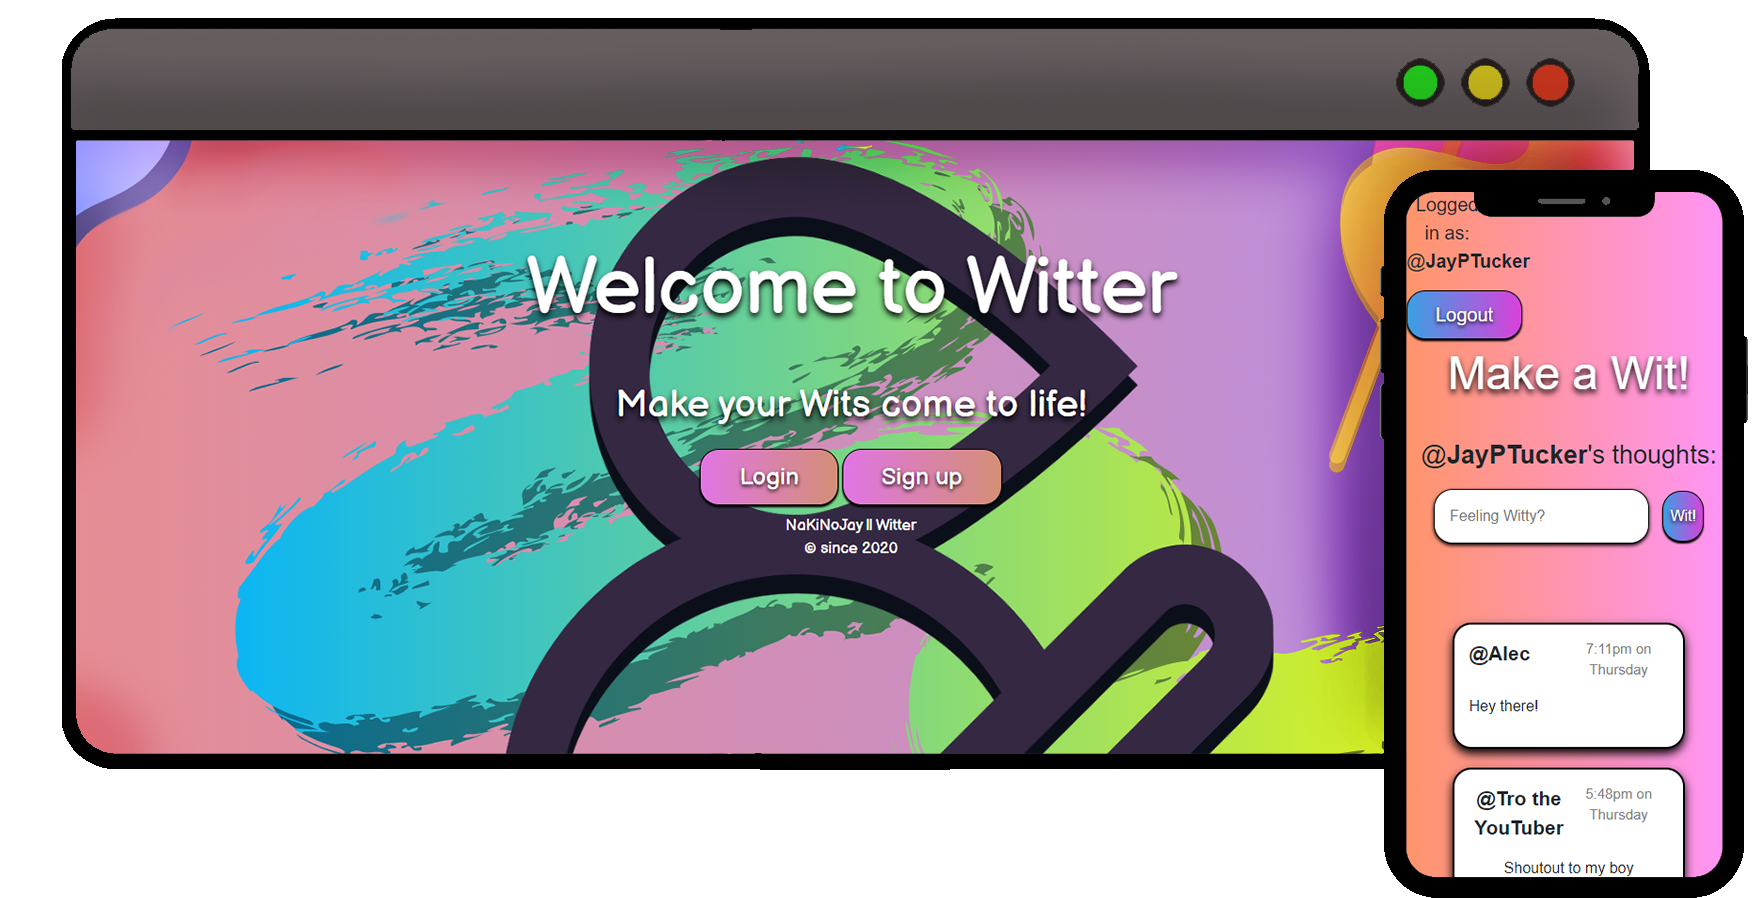 Welcome to Witter
Make your Wits come to life!
Login
Sign up
NaKiNoJay || Witter
© since 2020
Logged
in as:
@JayPTucker
Logout
Make a Wit!
@JayPTucker's thoughts:
Feeling Witty?
Wit!
@Alec
7:11pm on
Thursday
Hey there!
@Tro the
YouTuber
5:48pm on
Thursday
Shoutout to my boy